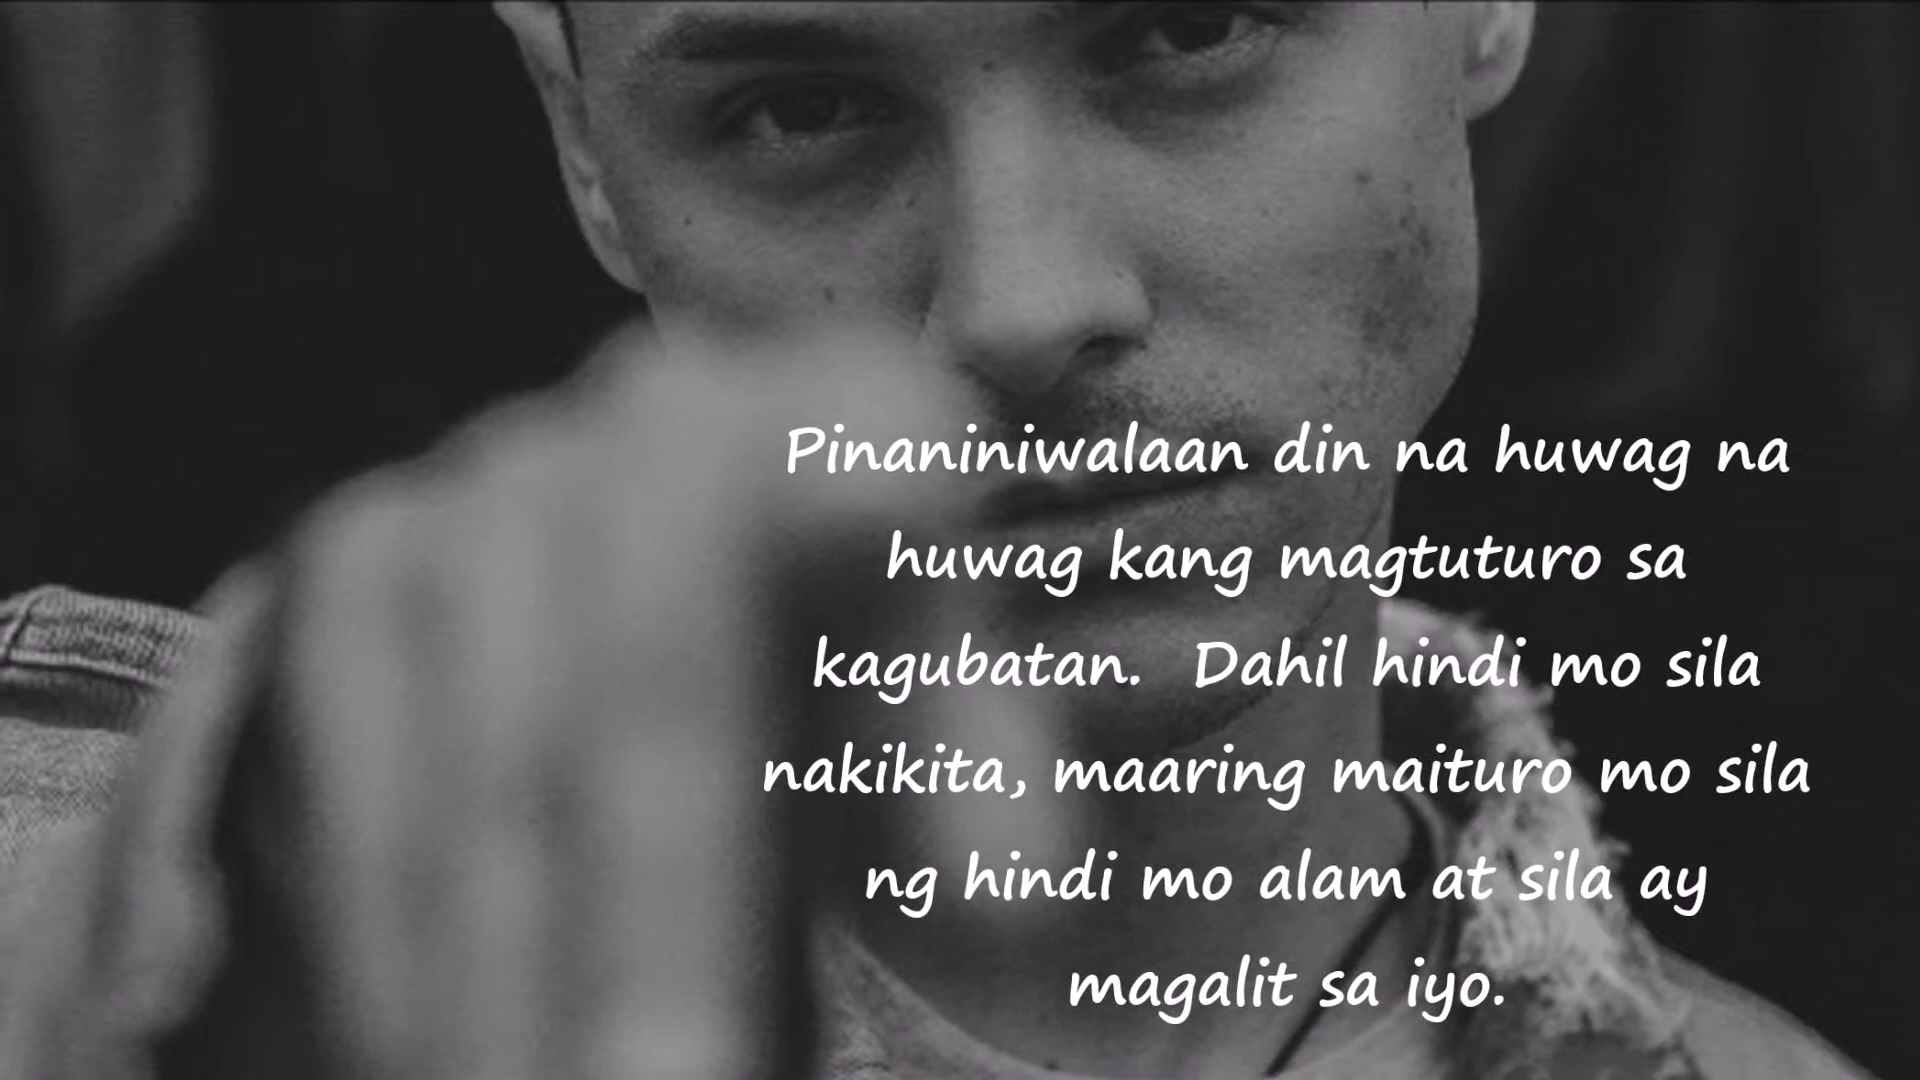 Pinaniniwalaan din na huwag na
huwag kang magtuturo sa
kagubatan.  Dahil hindi mo sila
nakikita, maaring maituro mo sila
ng hindi mo alam at sila ay
magalit sa iyo.